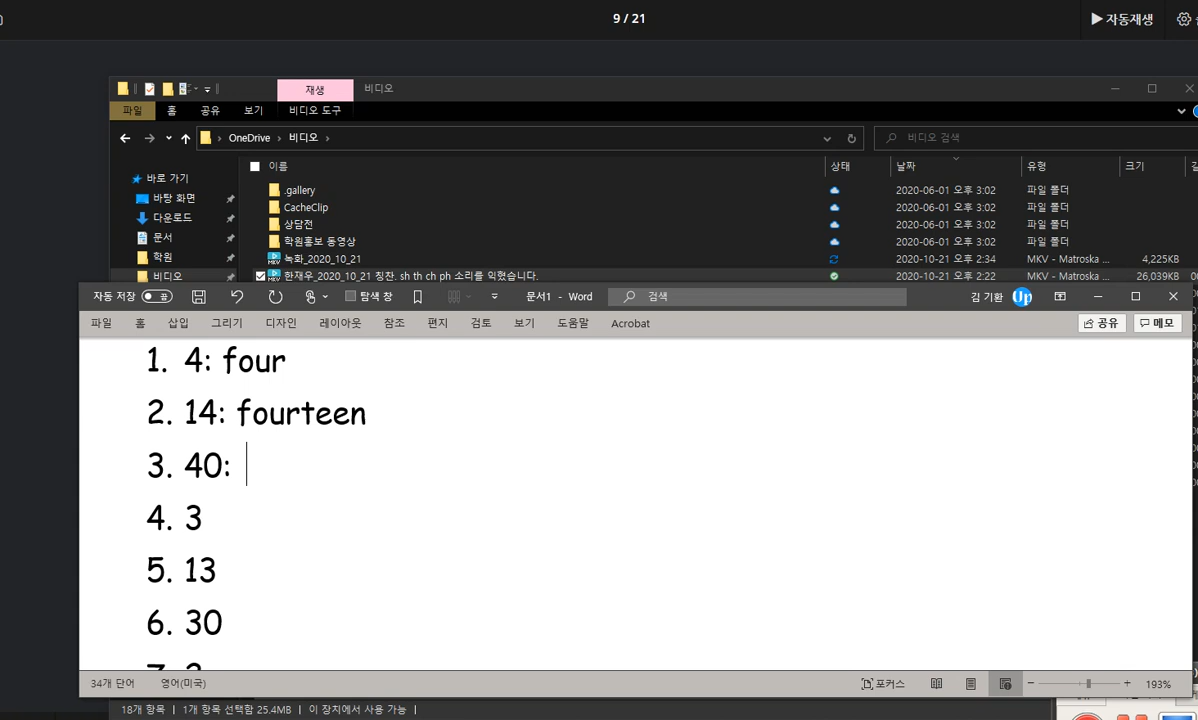 9 / 21
▶ 자동재생
재생
비디오
파일
홈
공유
보기
비디오 도구
OneDrive
비디오
비디오 검색
이름
상태
날짜
유형
크기
바로 가기
바탕 화면
다운로드
문서
학원
비디오
.gallery
2020-06-01 오후 3:02
파일 폴더
CacheClip
2020-06-01 오후 3:02
파일 폴더
상담전
2020-06-01 오후 3:02
파일 폴더
학원홍보 동영상
2020-06-01 오후 3:02
파일 폴더
녹화_2020_10_21
2020-10-21 오후 2:34
MKV - Matroska ...
4,225KB
한재우_2020_10_21 칭찬. sh th ch ph 소리를 익혔습니다.
2020-10-21 오후 2:22
MKV - Matroska ...
26,039KB
자동 저장
끔
탐색 창
문서1 - Word
검색
김 기환
Up
파일
홈
삽입
그리기
디자인
레이아웃
참조
편지
검토
보기
도움말
Acrobat
공유
메모
1. 4: four
2. 14: fourteen
3. 40:
4. 3
5. 13
6. 30
34개 단어
영어(미국)
포커스
193%
18개 항목
1개 항목 선택함 25.4MB
이 장치에서 사용 가능